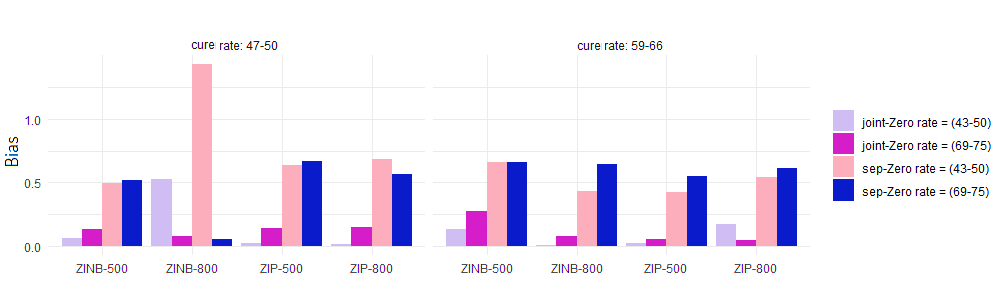 cure rate: 47-50
cure rate: 59-66
Bias
1.0
0.5
0.0
ZINB-500
ZINB-800
ZIP-500
ZIP-800
ZINB-500
ZINB-800
ZIP-500
ZIP-800
joint-Zero rate = (43-50)
joint-Zero rate = (69-75)
sep-Zero rate = (43-50)
sep-Zero rate = (69-75)